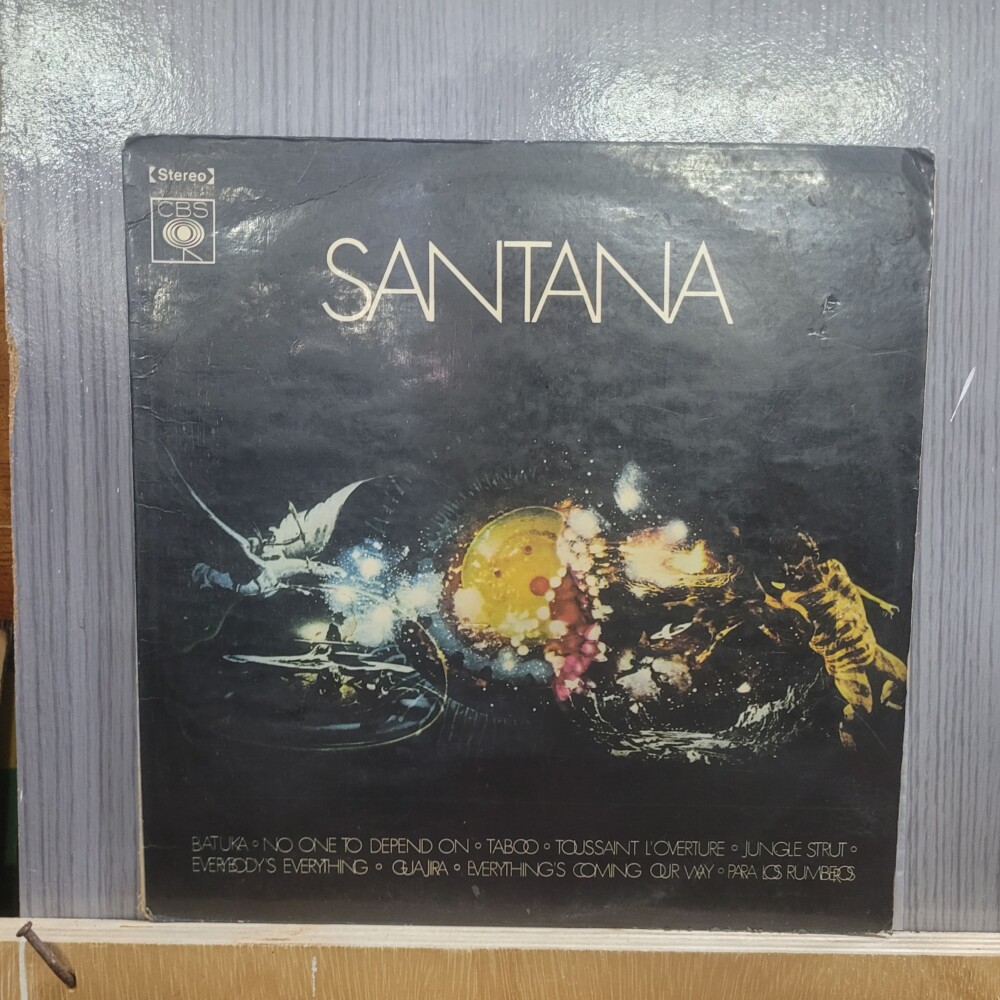 Stereo
CBS
SANTANA
BATUKA ∘ NO ONE TO DEPEND ON ∘ TABOO ∘ TOUSSAINT L'OVERTURE ∘ JUNGLE STRUT ∘
EVERYBODY'S EVERYTHING ∘ GUAJIRA ∘ EVERYTHING'S COMING OUR WAY ∘ PARA LOS RUMBEROS